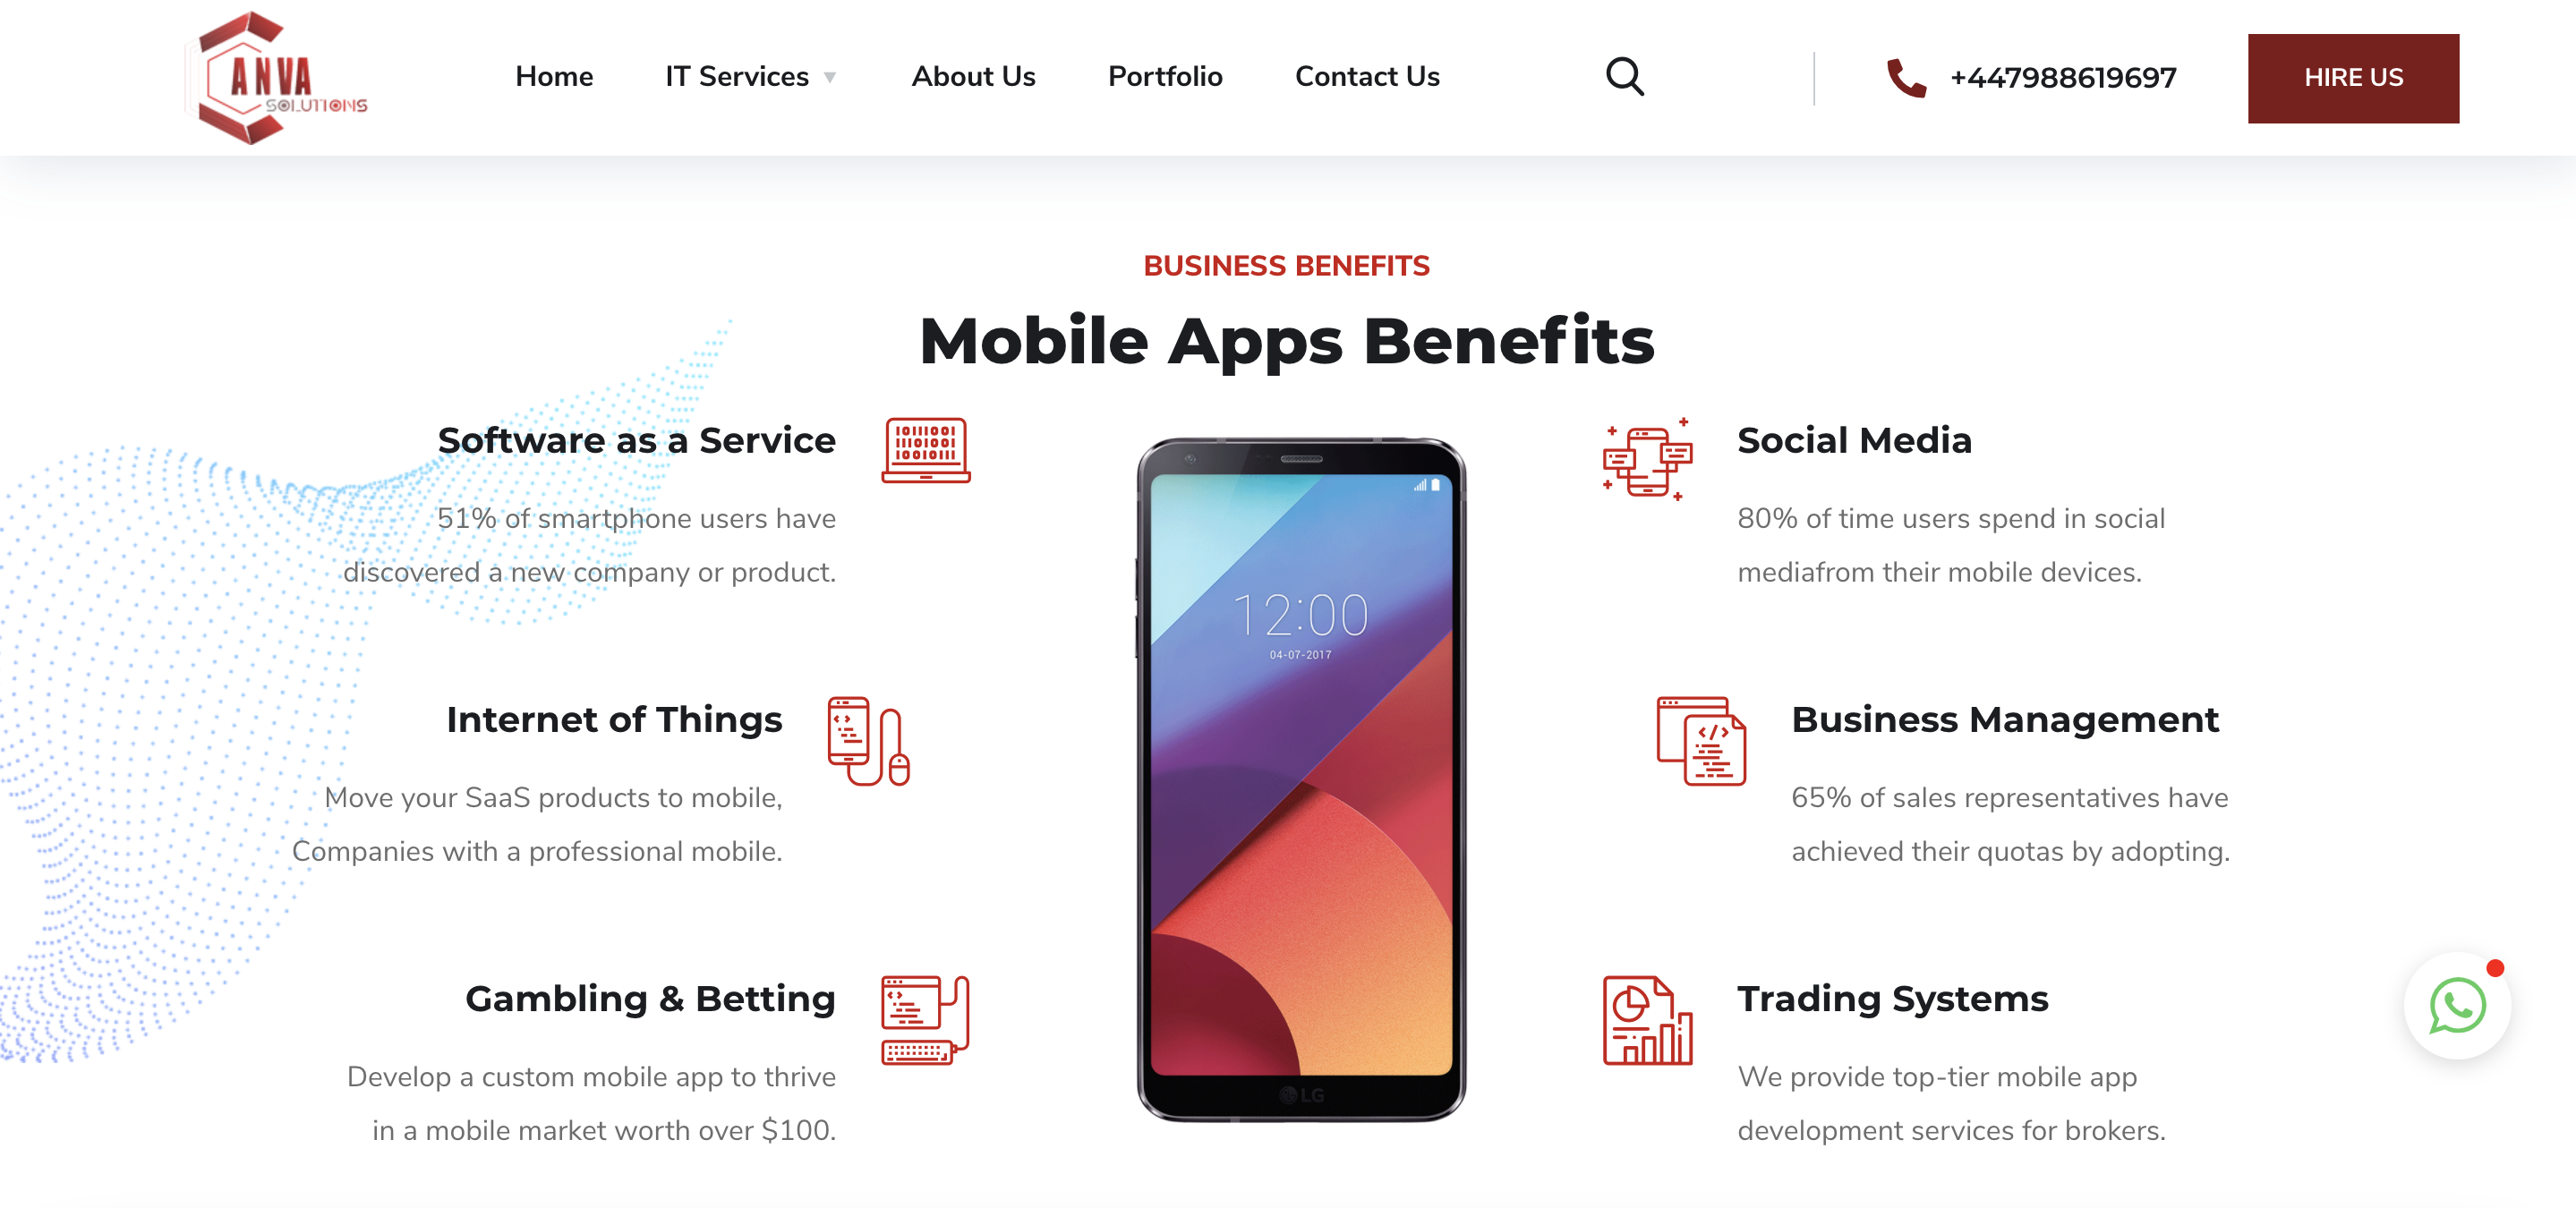 CANVA
SOLUTIONS
Home
IT Services
About Us
Portfolio
Contact Us
+447988619697
HIRE US
BUSINESS BENEFITS
Mobile Apps Benefits
Software as a Service
51% of smartphone users have
discovered a new company or product.
Internet of Things
Move your SaaS products to mobile,
Companies with a professional mobile.
Gambling & Betting
Develop a custom mobile app to thrive
in a mobile market worth over $100.
10111001
11101001
10010111
12:00
04-07-2017
LG
Social Media
80% of time users spend in social
mediafrom their mobile devices.
Business Management
65% of sales representatives have
achieved their quotas by adopting.
Trading Systems
We provide top-tier mobile app
development services for brokers.